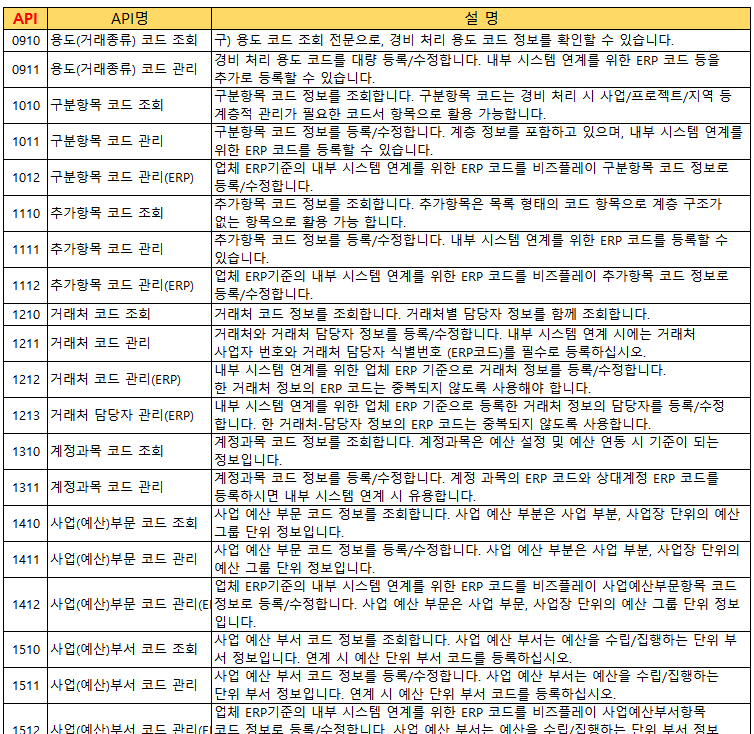 API API명 설 명
0910 용도(거래종류) 코드 조회 구) 용도 코드 조회 전문으로, 경비 처리 용도 코드 정보를 확인할 수 있습니다.
0911 용도(거래종류) 코드 관리 경비 처리 용도 코드를 대량 등록/수정합니다. 내부 시스템 연계를 위한 ERP 코드 등을
추가로 등록할 수 있습니다.
1010 구분항목 코드 조회 구분항목 코드 정보를 조회합니다. 구분항목 코드는 경비 처리 시 사업/프로젝트/지역 등
계층적 관리가 필요한 코드서 항목으로 활용 가능합니다.
1011 구분항목 코드 관리 구분항목 코드 정보를 등록/수정합니다. 계층 정보를 포함하고 있으며, 내부 시스템 연계를
위한 ERP 코드를 등록할 수 있습니다.
1012 구분항목 코드 관리(ERP) 업체 ERP기준의 내부 시스템 연계를 위한 ERP 코드를 비즈플레이 구분항목 코드 정보로
등록/수정합니다.
1110 추가항목 코드 조회 추가항목 코드 정보를 조회합니다. 추가항목은 목록 형태의 코드 항목으로 계층 구조가
없는 항목으로 활용 가능 합니다.
1111 추가항목 코드 관리 추가항목 코드 정보를 등록/수정합니다. 내부 시스템 연계를 위한 ERP 코드를 등록할 수
있습니다.
1112 추가항목 코드 관리(ERP) 업체 ERP기준의 내부 시스템 연계를 위한 ERP 코드를 비즈플레이 추가항목 코드 정보로
등록/수정합니다.
1210 거래처 코드 조회 거래처 코드 정보를 조회합니다. 거래처별 담당자 정보를 함께 조회합니다.
1211 거래처 코드 관리 거래처와 거래처 담당자 정보를 등록/수정합니다. 내부 시스템 연계 시에는 거래처
사업자 번호와 거래처 담당자 식별번호 (ERP코드)를 필수로 등록하십시오.
1212 거래처 코드 관리(ERP) 내부 시스템 연계를 위한 업체 ERP 기준으로 거래처 정보를 등록/수정합니다.
한 거래처 정보의 ERP 코드는 중복되지 않도록 사용해야 합니다.
1213 거래처 담당자 관리(ERP) 내부 시스템 연계를 위한 업체 ERP 기준으로 등록한 거래처 정보의 담당자를 등록/수정
합니다. 한 거래처-담당자 정보의 ERP 코드는 중복되지 않도록 사용합니다.
1310 계정과목 코드 조회 계정과목 코드 정보를 조회합니다. 계정과목은 예산 설정 및 예산 연동 시 기준이 되는
정보입니다.
1311 계정과목 코드 관리 계정과목 코드 정보를 등록/수정합니다. 계정 과목의 ERP 코드와 상대계정 ERP 코드를
등록하시면 내부 시스템 연계 시 유용합니다.
1410 사업(예산)부문 코드 조회 사업 예산 부문 코드 정보를 조회합니다. 사업 예산 부분은 사업 부분, 사업장 단위의 예산
그룹 단위 정보입니다.
1411 사업(예산)부문 코드 관리 사업 예산 부문 코드 정보를 등록/수정합니다. 사업 예산 부분은 사업 부분, 사업장 단위의
예산 그룹 단위 정보입니다.
1412 사업(예산)부문 코드 관리(El 업체 ERP기준의 내부 시스템 연계를 위한 ERP 코드를 비즈플레이 사업예산부문항목 코드
정보로 등록/수정합니다. 사업 예산 부문은 사업 부문, 사업장 단위의 예산 그룹 단위 정보
입니다.
1510 사업(예산)부서 코드 조회 사업 예산 부서 코드 정보를 조회합니다. 사업 예산 부서는 예산을 수립/집행하는 단위 부
서 정보입니다. 연계 시 예산 단위 부서 코드를 등록하십시오.
1511 사업(예산)부서 코드 관리 사업 예산 부서 코드 정보를 등록/수정합니다. 사업 예산 부서는 예산을 수립/집행하는
단위 부서 정보입니다. 연계 시 예산 단위 부서 코드를 등록하십시오.
1512 사업(예산)부서 코드 관리(El 업체 ERP기준의 내부 시스템 연계를 위한 ERP 코드를 비즈플레이 사업예산부서항목
코드 정보로 등록/수정합니다. 사업 예산 부서는 예산을 수립/집행하는 단위 부서 정보